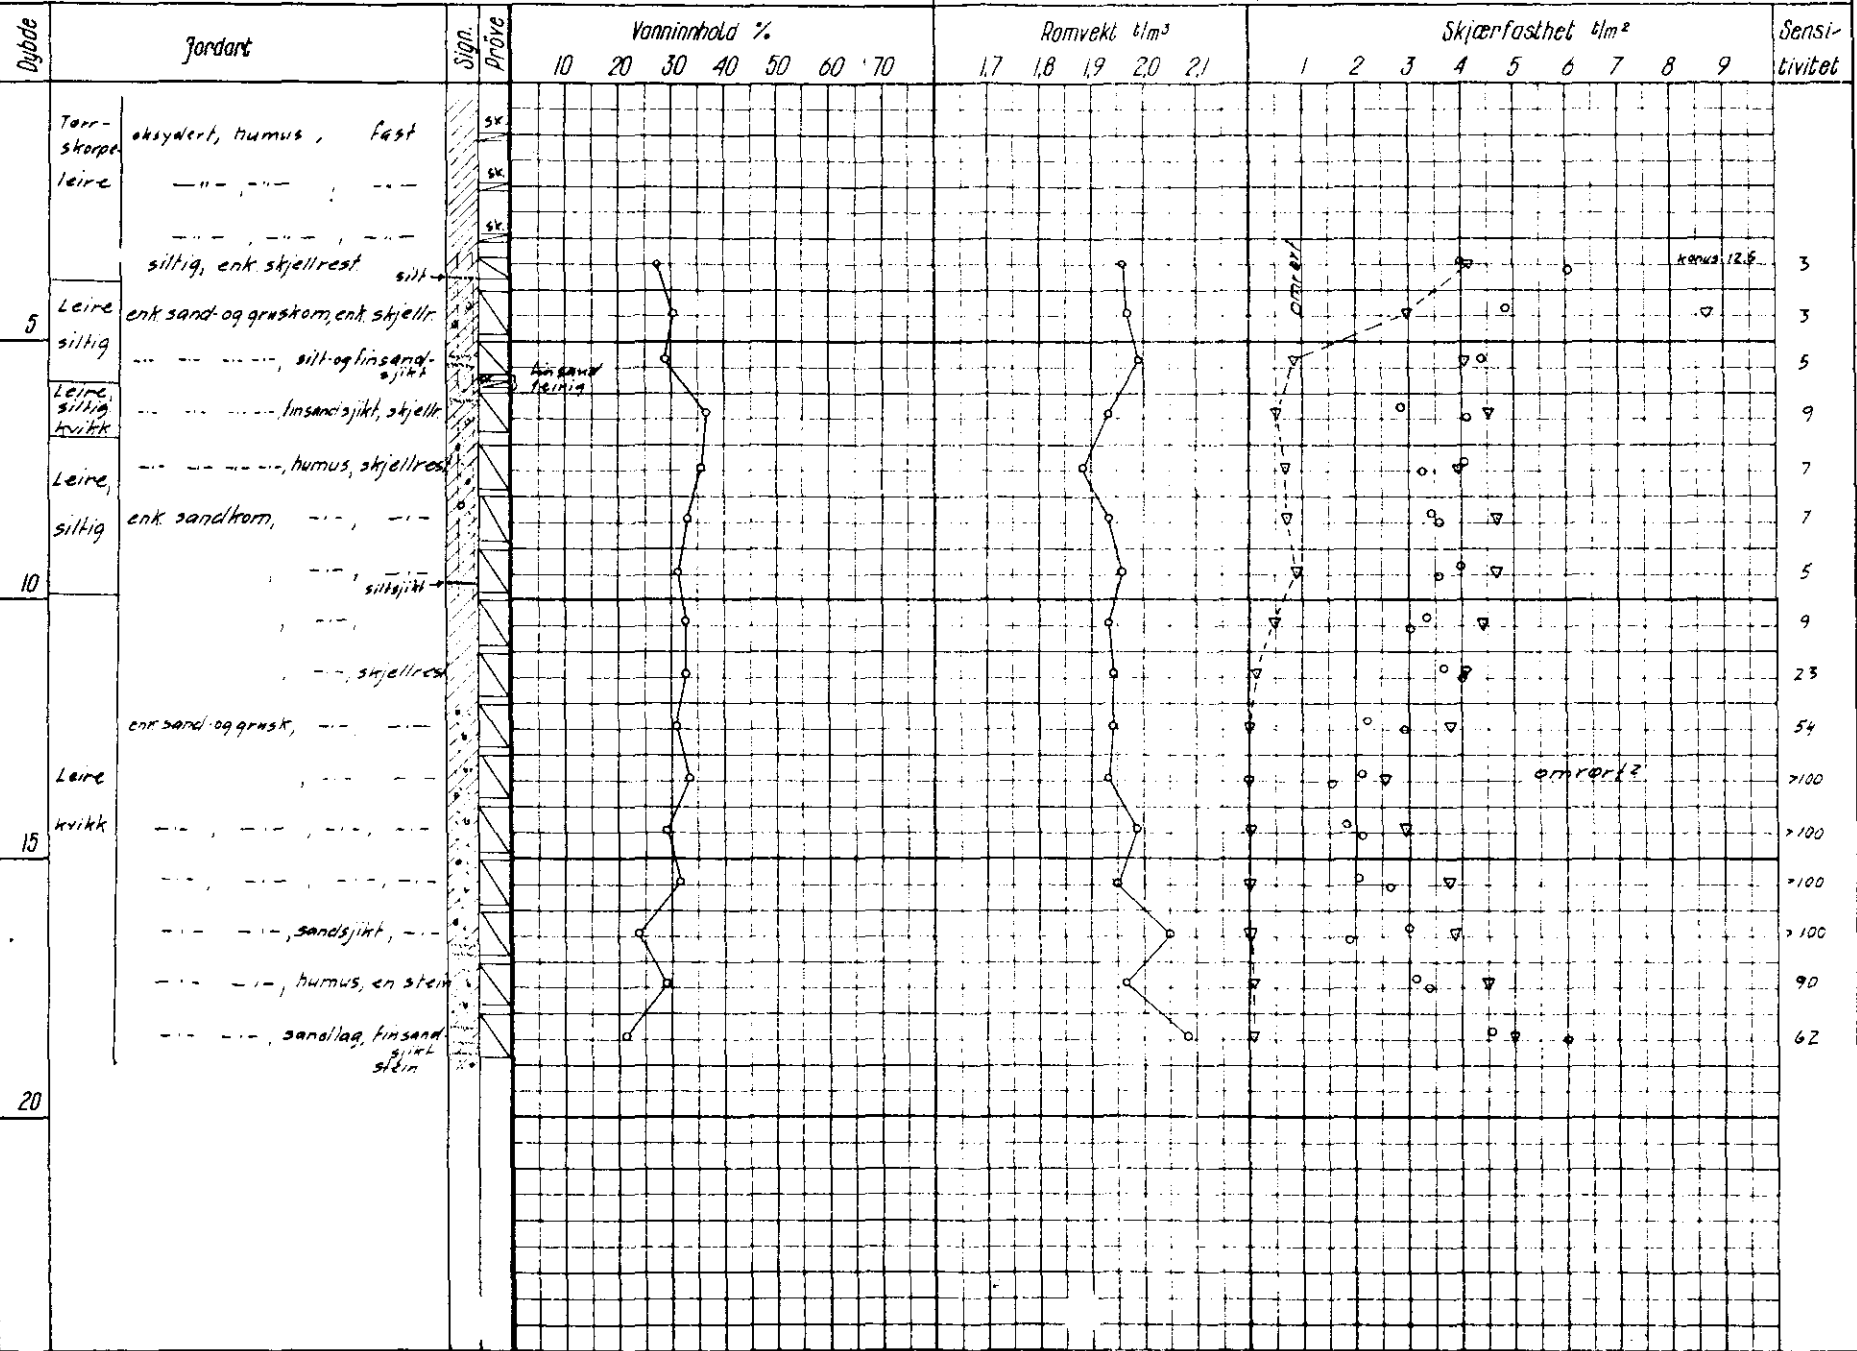 Dybde Jordart Sign. Pröve Vanninnhold % Romvekt t/m³ Skjærfasthet t/m² Sensi-
tivitet
10 20 30 40 50 60 70 1,7 1,8 1,9 2,0 2,1 1 2 3 4 5 6 7 8 9
Tørr-
skorpe
leire
oksydert, humus, fast sk.
—"— , —"— , —"— sk.
—"— , —"— , —"— sk.
siltig, enk. skjellrest silt konus 12.5 3
omrørt
5 Leire
siltig
enk. sand- og gruskorn, enk. skjellr. 3
silt- og finsand-
sjikt 5
finsand
leirig
Leire,
siltig
kvikk
finsandsjikt, skjellr. 9
Leire,
siltig
humus, skjellrest 7
enk. sandkorn, —"— , —"— 7
siltsjikt 5
10
9
skjellrest 23
enk. sand- og grusk., —"— —"— 54
Leire
kvikk
omrørt 2 >100
15 >100
>100
sandsjikt, —"— >100
humus, en stein 90
sandlag, finsand-
sjikt
stein 62
20